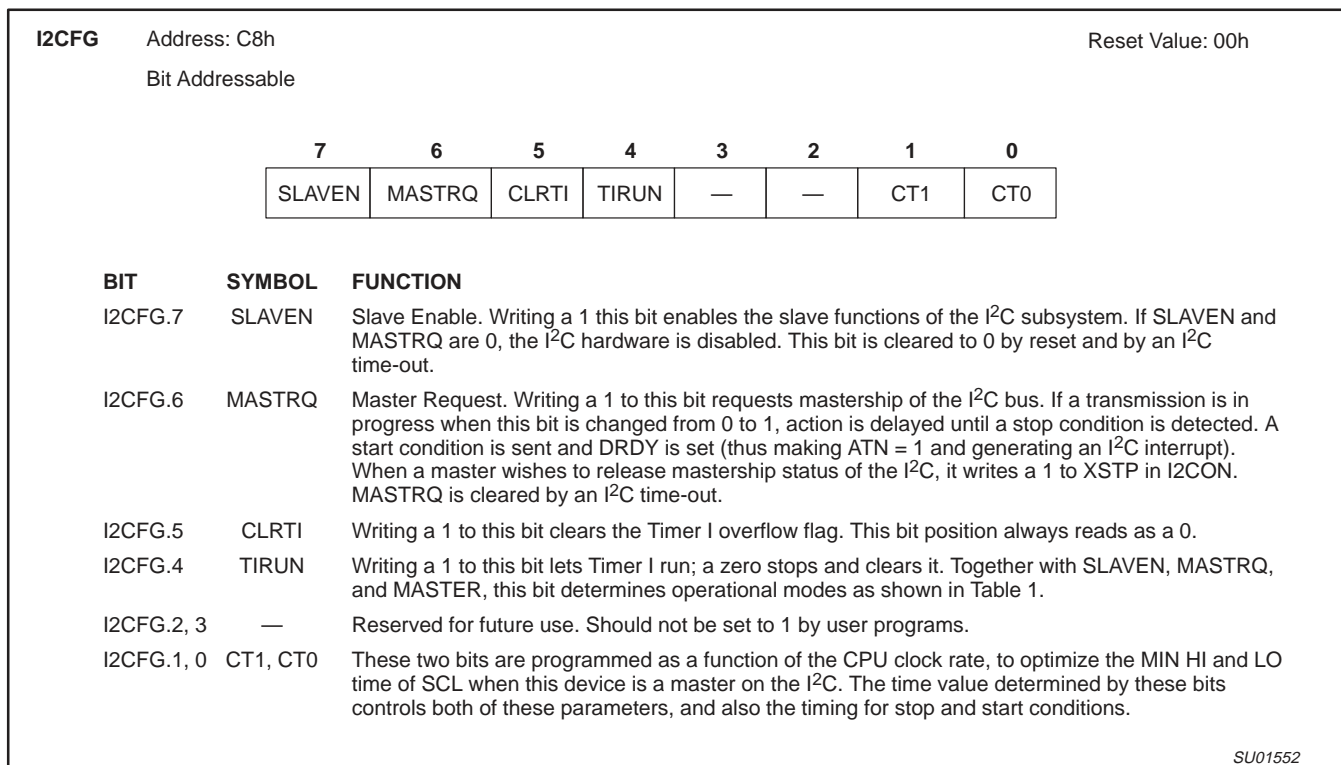 I2CFG Address: C8h Reset Value: 00h
Bit Addressable
7 6 5 4 3 2 1 0
SLAVEN MASTRQ CLRTI TIRUN — — CT1 CT0
BIT SYMBOL FUNCTION
I2CFG.7 SLAVEN Slave Enable. Writing a 1 this bit enables the slave functions of the I2C subsystem. If SLAVEN and
MASTRQ are 0, the I2C hardware is disabled. This bit is cleared to 0 by reset and by an I2C
time-out.
I2CFG.6 MASTRQ Master Request. Writing a 1 to this bit requests mastership of the I2C bus. If a transmission is in
progress when this bit is changed from 0 to 1, action is delayed until a stop condition is detected. A
start condition is sent and DRDY is set (thus making ATN = 1 and generating an I2C interrupt).
When a master wishes to release mastership status of the I2C, it writes a 1 to XSTP in I2CON.
MASTRQ is cleared by an I2C time-out.
I2CFG.5 CLRTI Writing a 1 to this bit clears the Timer I overflow flag. This bit position always reads as a 0.
I2CFG.4 TIRUN Writing a 1 to this bit lets Timer I run; a zero stops and clears it. Together with SLAVEN, MASTRQ,
and MASTER, this bit determines operational modes as shown in Table 1.
I2CFG.2, 3 — Reserved for future use. Should not be set to 1 by user programs.
I2CFG.1, 0 CT1, CT0 These two bits are programmed as a function of the CPU clock rate, to optimize the MIN HI and LO
time of SCL when this device is a master on the I2C. The time value determined by these bits
controls both of these parameters, and also the timing for stop and start conditions.
SU01552